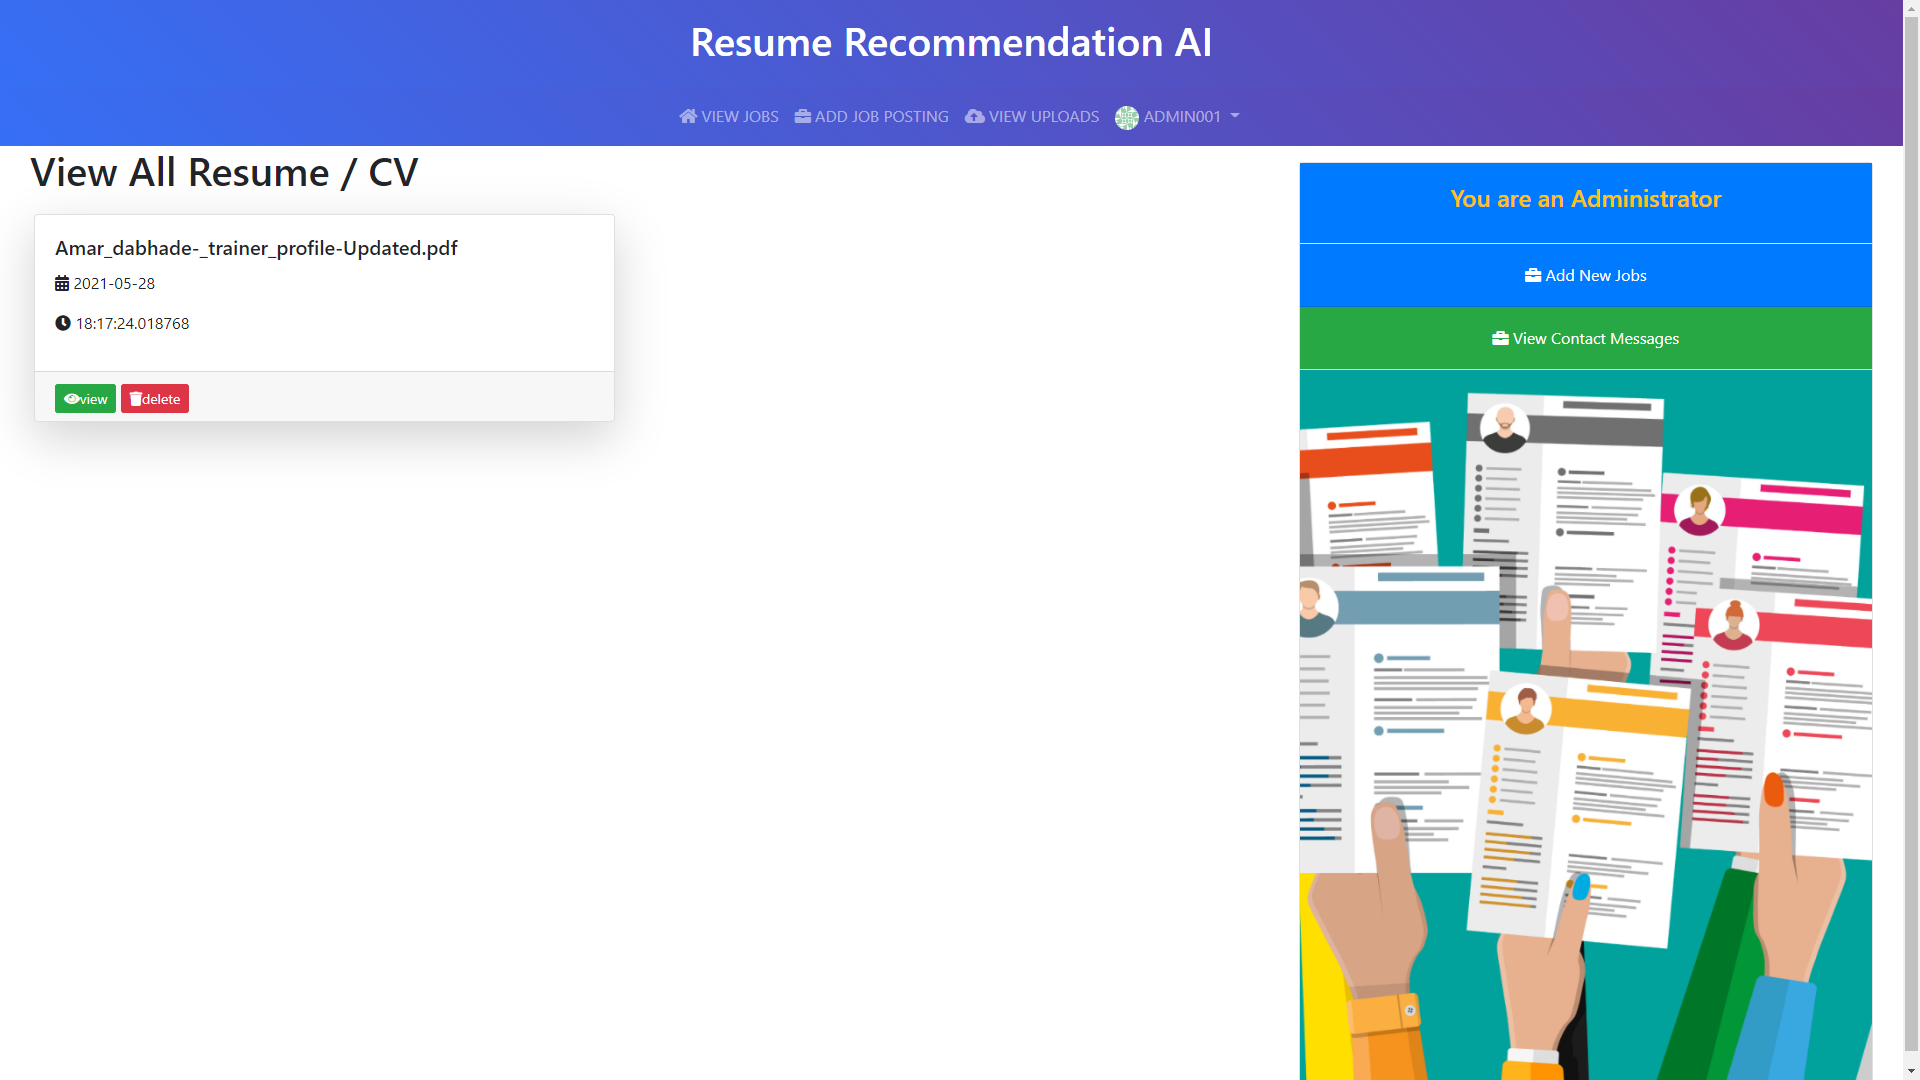 Resume Recommendation AI
VIEW JOBS ADD JOB POSTING VIEW UPLOADS ADMIN001
View All Resume / CV
Amar_dabhade-_trainer_profile-Updated.pdf
2021-05-28
18:17:24.018768
view delete
You are an Administrator
Add New Jobs
View Contact Messages